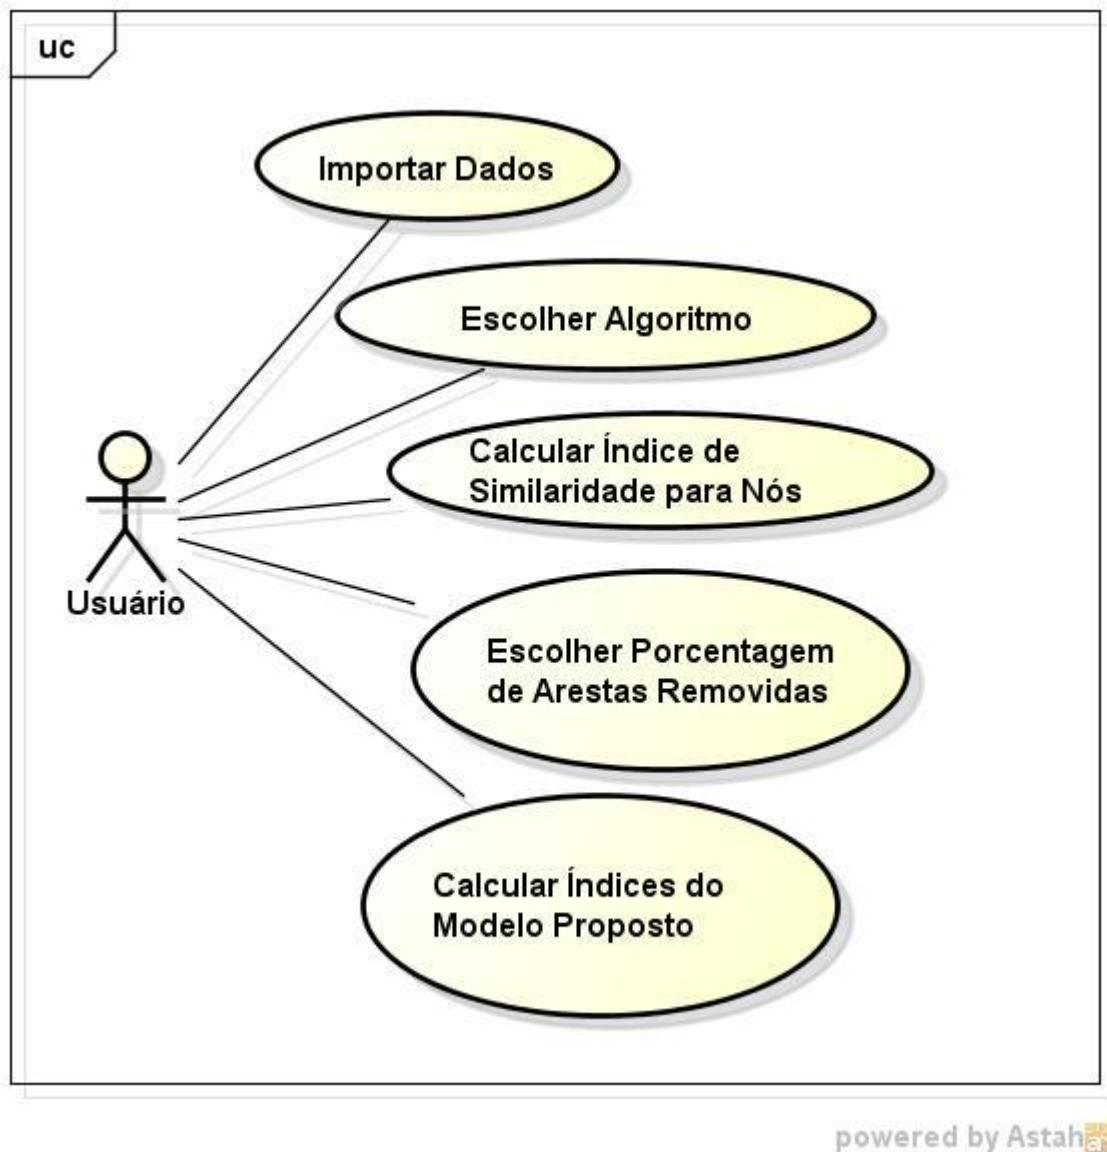 uc
Importar Dados
Escolher Algoritmo
Calcular Índice de
Similaridade para Nós
Usuário
Escolher Porcentagem
de Arestas Removidas
Calcular Índices do
Modelo Proposto
powered by Astah